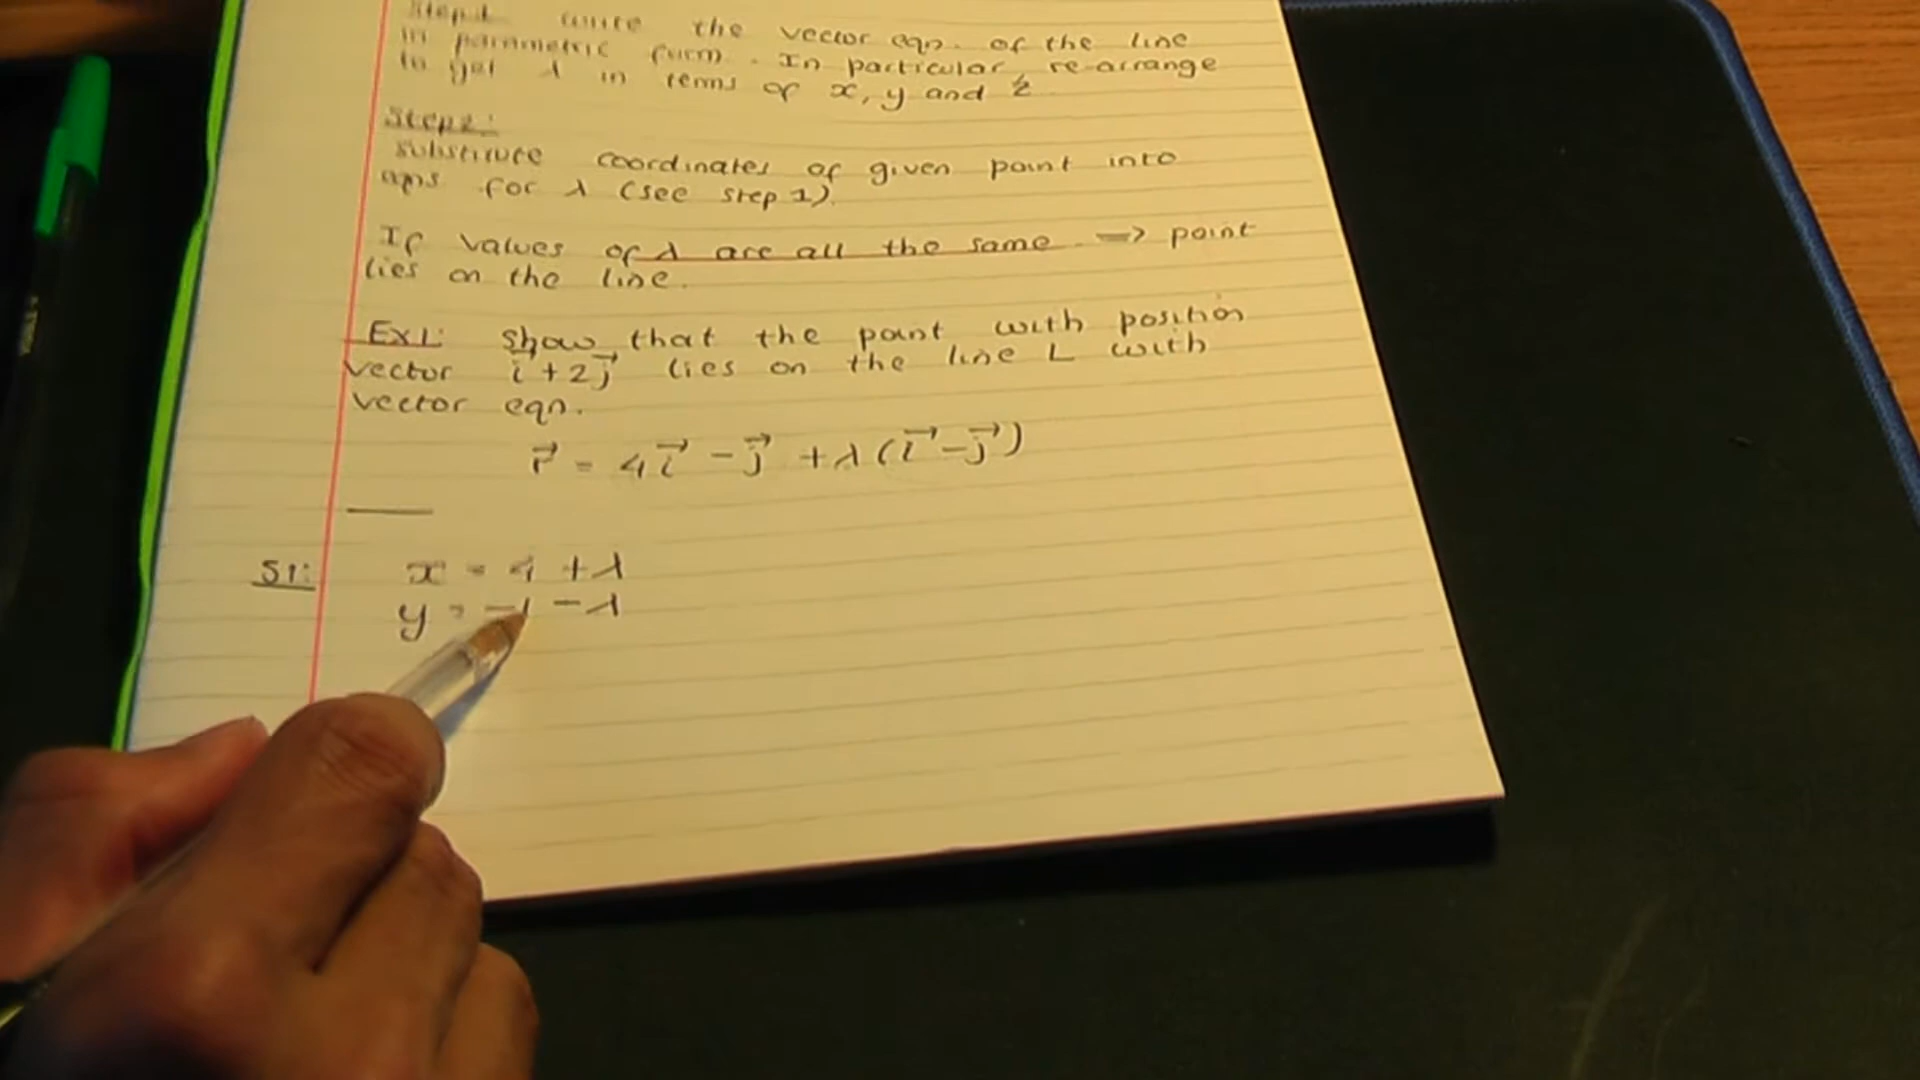 Step 1 write the vector eqn. of the line
in parametric form. In particular re-arrange
to get λ in terms of x, y and z
Step 2:
substitute coordinates of given point into
eqns for λ (see step 1).
If values of λ are all the same => point
lies on the line.
Ex1: show that the point with position
vector i⃗ + 2j⃗ lies on the line L with
vector eqn.
r⃗ = 4i⃗ - j⃗ + λ(i⃗ - j⃗)
S1: x = 4 + λ
y = -1 - λ